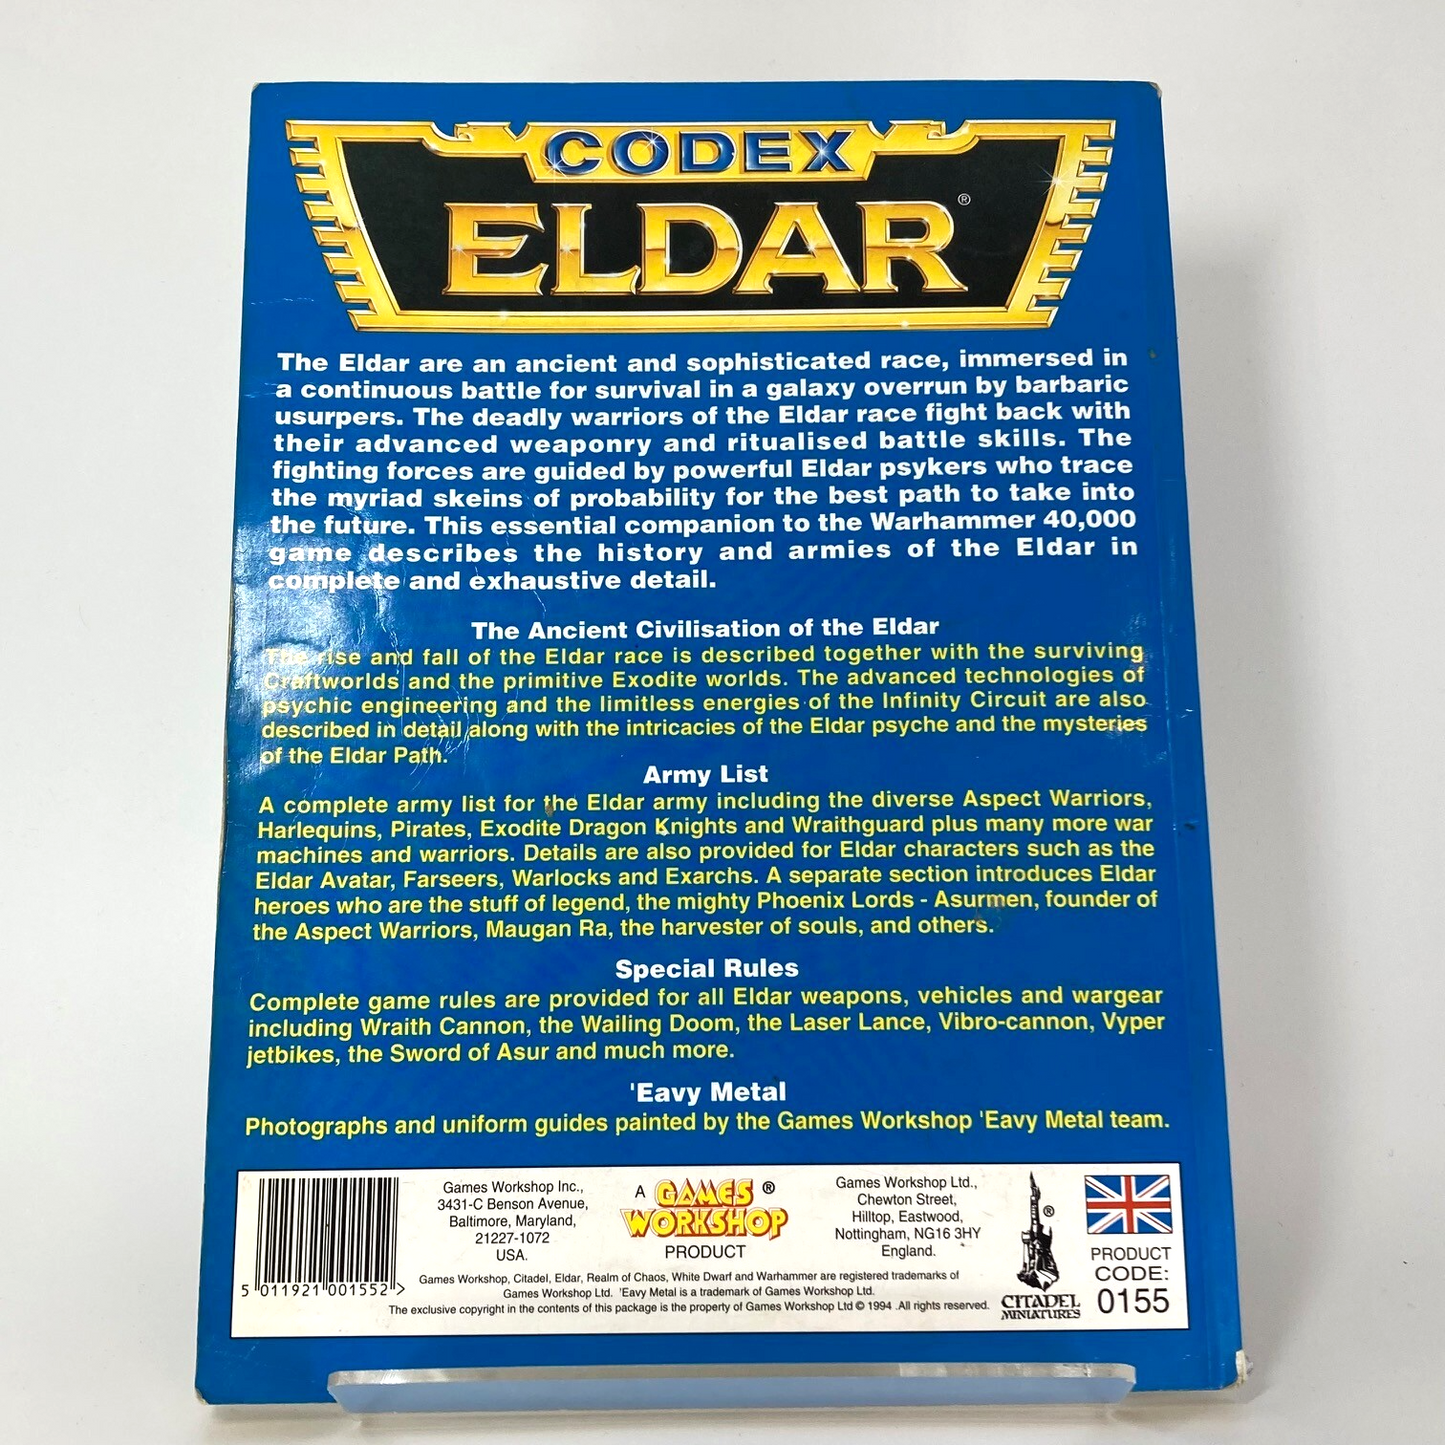 CODEX
ELDAR ®
The Eldar are an ancient and sophisticated race, immersed in
a continuous battle for survival in a galaxy overrun by barbaric
usurpers. The deadly warriors of the Eldar race fight back with
their advanced weaponry and ritualised battle skills. The
fighting forces are guided by powerful Eldar psykers who trace
the myriad skeins of probability for the best path to take into
the future. This essential companion to the Warhammer 40,000
game describes the history and armies of the Eldar in
complete and exhaustive detail.
The Ancient Civilisation of the Eldar
The rise and fall of the Eldar race is described together with the surviving
Craftworlds and the primitive Exodite worlds. The advanced technologies of
psychic engineering and the limitless energies of the Infinity Circuit are also
described in detail along with the intricacies of the Eldar psyche and the mysteries
of the Eldar Path.
Army List
A complete army list for the Eldar army including the diverse Aspect Warriors,
Harlequins, Pirates, Exodite Dragon Knights and Wraithguard plus many more war
machines and warriors. Details are also provided for Eldar characters such as the
Eldar Avatar, Farseers, Warlocks and Exarchs. A separate section introduces Eldar
heroes who are the stuff of legend, the mighty Phoenix Lords - Asurmen, founder of
the Aspect Warriors, Maugan Ra, the harvester of souls, and others.
Special Rules
Complete game rules are provided for all Eldar weapons, vehicles and wargear
including Wraith Cannon, the Wailing Doom, the Laser Lance, Vibro-cannon, Vyper
jetbikes, the Sword of Asur and much more.
'Eavy Metal
Photographs and uniform guides painted by the Games Workshop 'Eavy Metal team.
5 011921 001552 >
Games Workshop Inc.,
3431-C Benson Avenue,
Baltimore, Maryland,
21227-1072
USA.
A GAMES ®
WORKSHOP
PRODUCT
Games Workshop Ltd.,
Chewton Street,
Hilltop, Eastwood,
Nottingham, NG16 3HY
England.
Games Workshop, Citadel, Eldar, Realm of Chaos, White Dwarf and Warhammer are registered trademarks of
Games Workshop Ltd. 'Eavy Metal is a trademark of Games Workshop Ltd.
The exclusive copyright in the contents of this package is the property of Games Workshop Ltd © 1994 .All rights reserved.
®
CITADEL
MINIATURES
PRODUCT
CODE:
0155